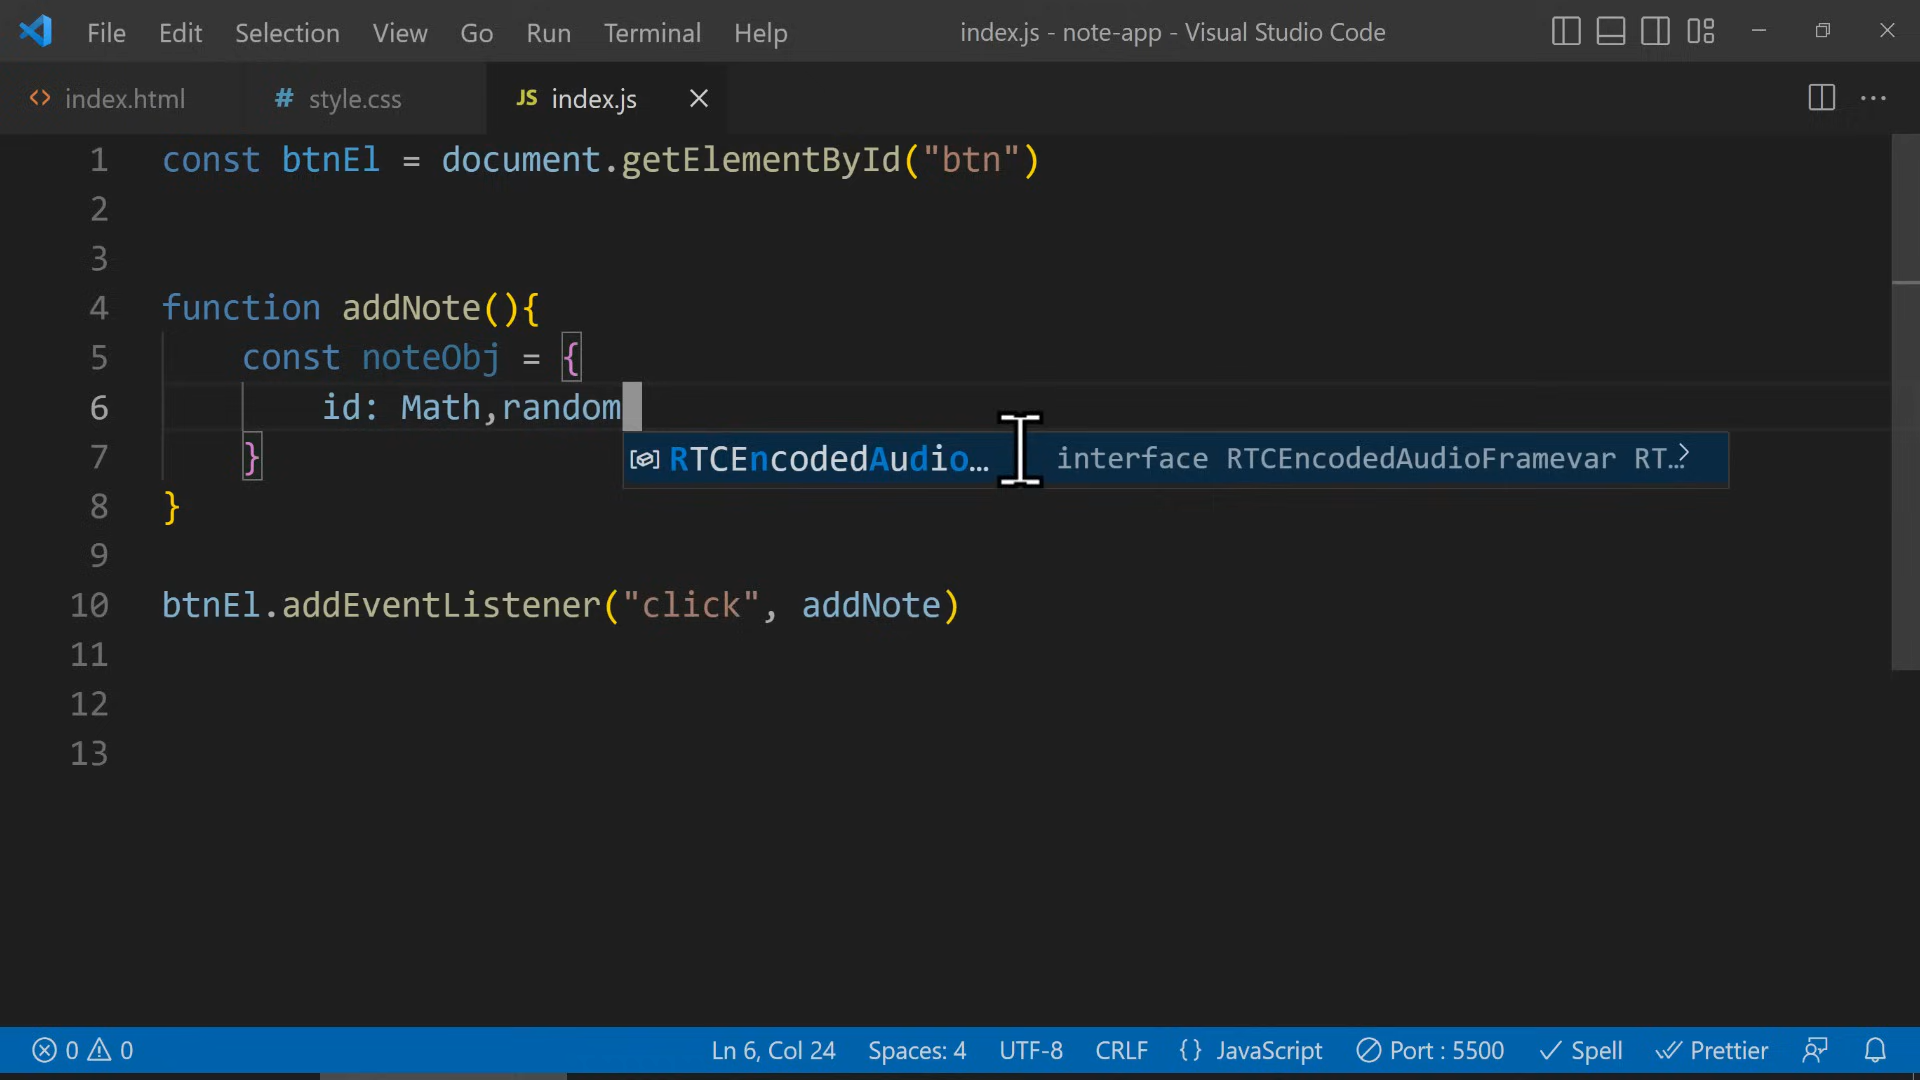 File Edit Selection View Go Run Terminal Help index.js - note-app - Visual Studio Code
<> index.html # style.css JS index.js
1 const btnEl = document.getElementById("btn")
2
3
4 function addNote(){
5 const noteObj = {
6 id: Math,random
RTCEncodedAudio… interface RTCEncodedAudioFramevar RT…
7 }
8 }
9
10 btnEl.addEventListener("click", addNote)
11
12
13
0 0 Ln 6, Col 24 Spaces: 4 UTF-8 CRLF {} JavaScript Port : 5500 Spell Prettier